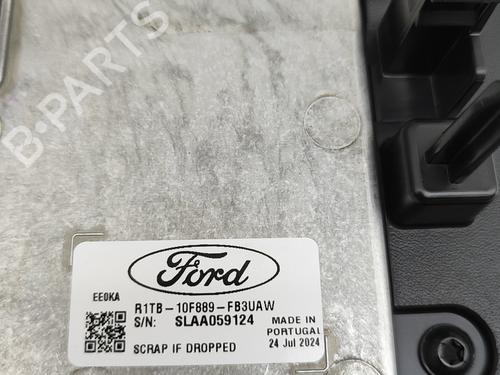 B-PARTS
Ford
EE0KA
R1TB-10F889-FB3UAW
S/N: SLAA059124
MADE IN
PORTUGAL
SCRAP IF DROPPED
24 Jul 2024